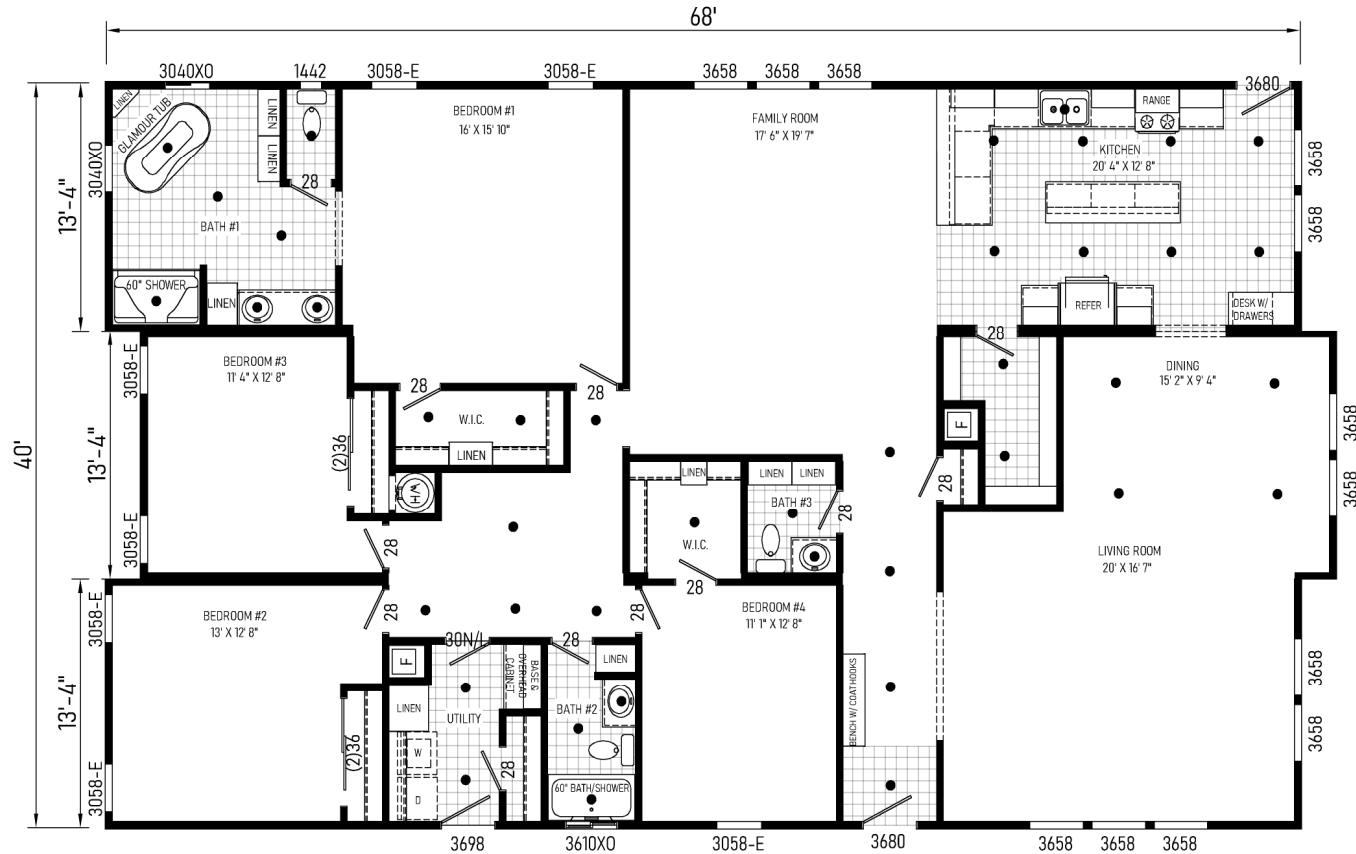 68'
3040XO
1442
3058-E
3058-E
3658
3658
3658
3680
LINEN
GLAMOUR TUB
LINEN
LINEN
28
BATH #1
60" SHOWER
LINEN
3040XO
13'-4"
40'
BEDROOM #1
16' X 15' 10"
FAMILY ROOM
17' 6" X 19' 7"
RANGE
KITCHEN
20' 4" X 12' 8"
REFER
DESK W/
DRAWERS
3658
3658
28
BEDROOM #3
11' 4" X 12' 8"
3058-E
3058-E
13'-4"
(2)36
28
28
W.I.C.
LINEN
W/H
28
F
28
DINING
15' 2" X 9' 4"
3658
3658
LINEN
W.I.C.
28
LINEN
LINEN
BATH #3
28
LIVING ROOM
20' X 16' 7"
BEDROOM #2
13' X 12' 8"
3058-E
3058-E
13'-4"
28
(2)36
F
30N/L
LINEN
UTILITY
W
D
BASE &
OVERHEAD
CABINET
28
28
LINEN
BATH #2
60" BATH/SHOWER
28
BEDROOM #4
11' 1" X 12' 8"
BENCH W/ COATHOOKS
3658
3658
3698
3610XO
3058-E
3680
3658
3658
3658